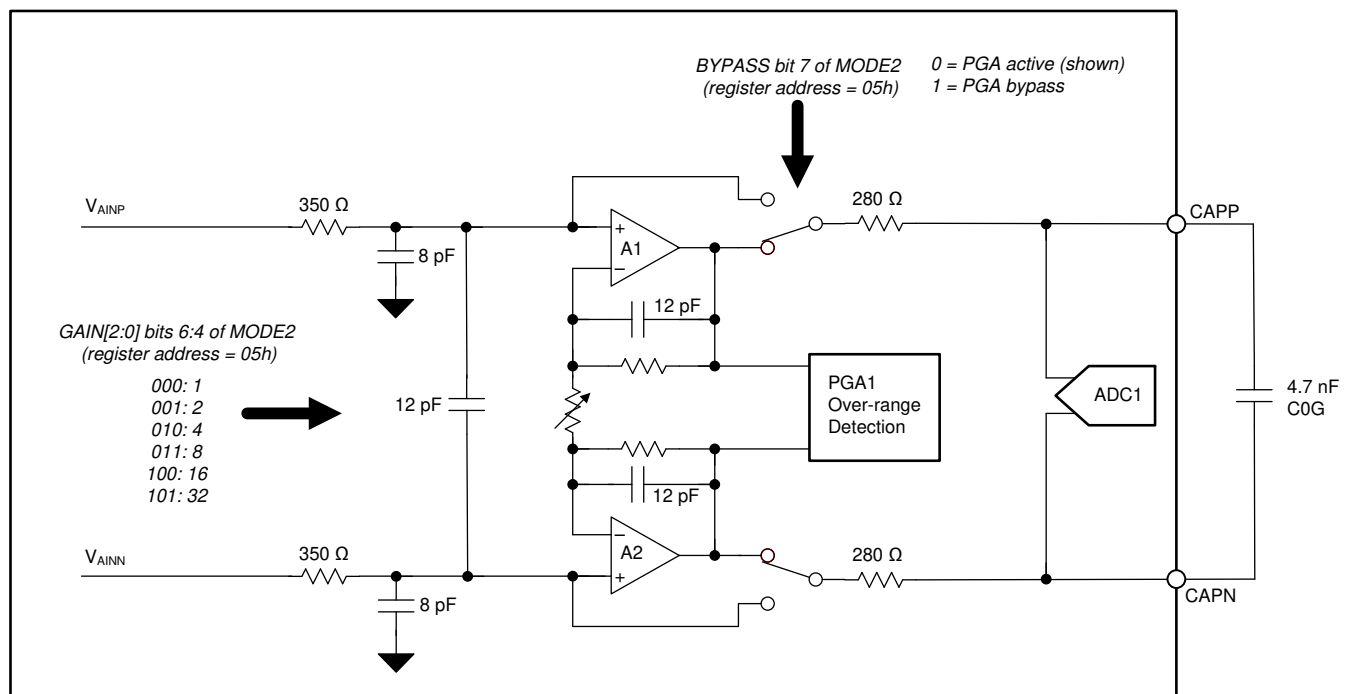 BYPASS bit 7 of MODE2
(register address = 05h)
0 = PGA active (shown)
1 = PGA bypass
VAINP
350 Ω
8 pF
+
A1
−
280 Ω
CAPP
12 pF
GAIN[2:0] bits 6:4 of MODE2
(register address = 05h)
000: 1
001: 2
010: 4
011: 8
100: 16
101: 32
12 pF
PGA1
Over-range
Detection
ADC1
4.7 nF
C0G
12 pF
VAINN
350 Ω
8 pF
−
A2
+
280 Ω
CAPN